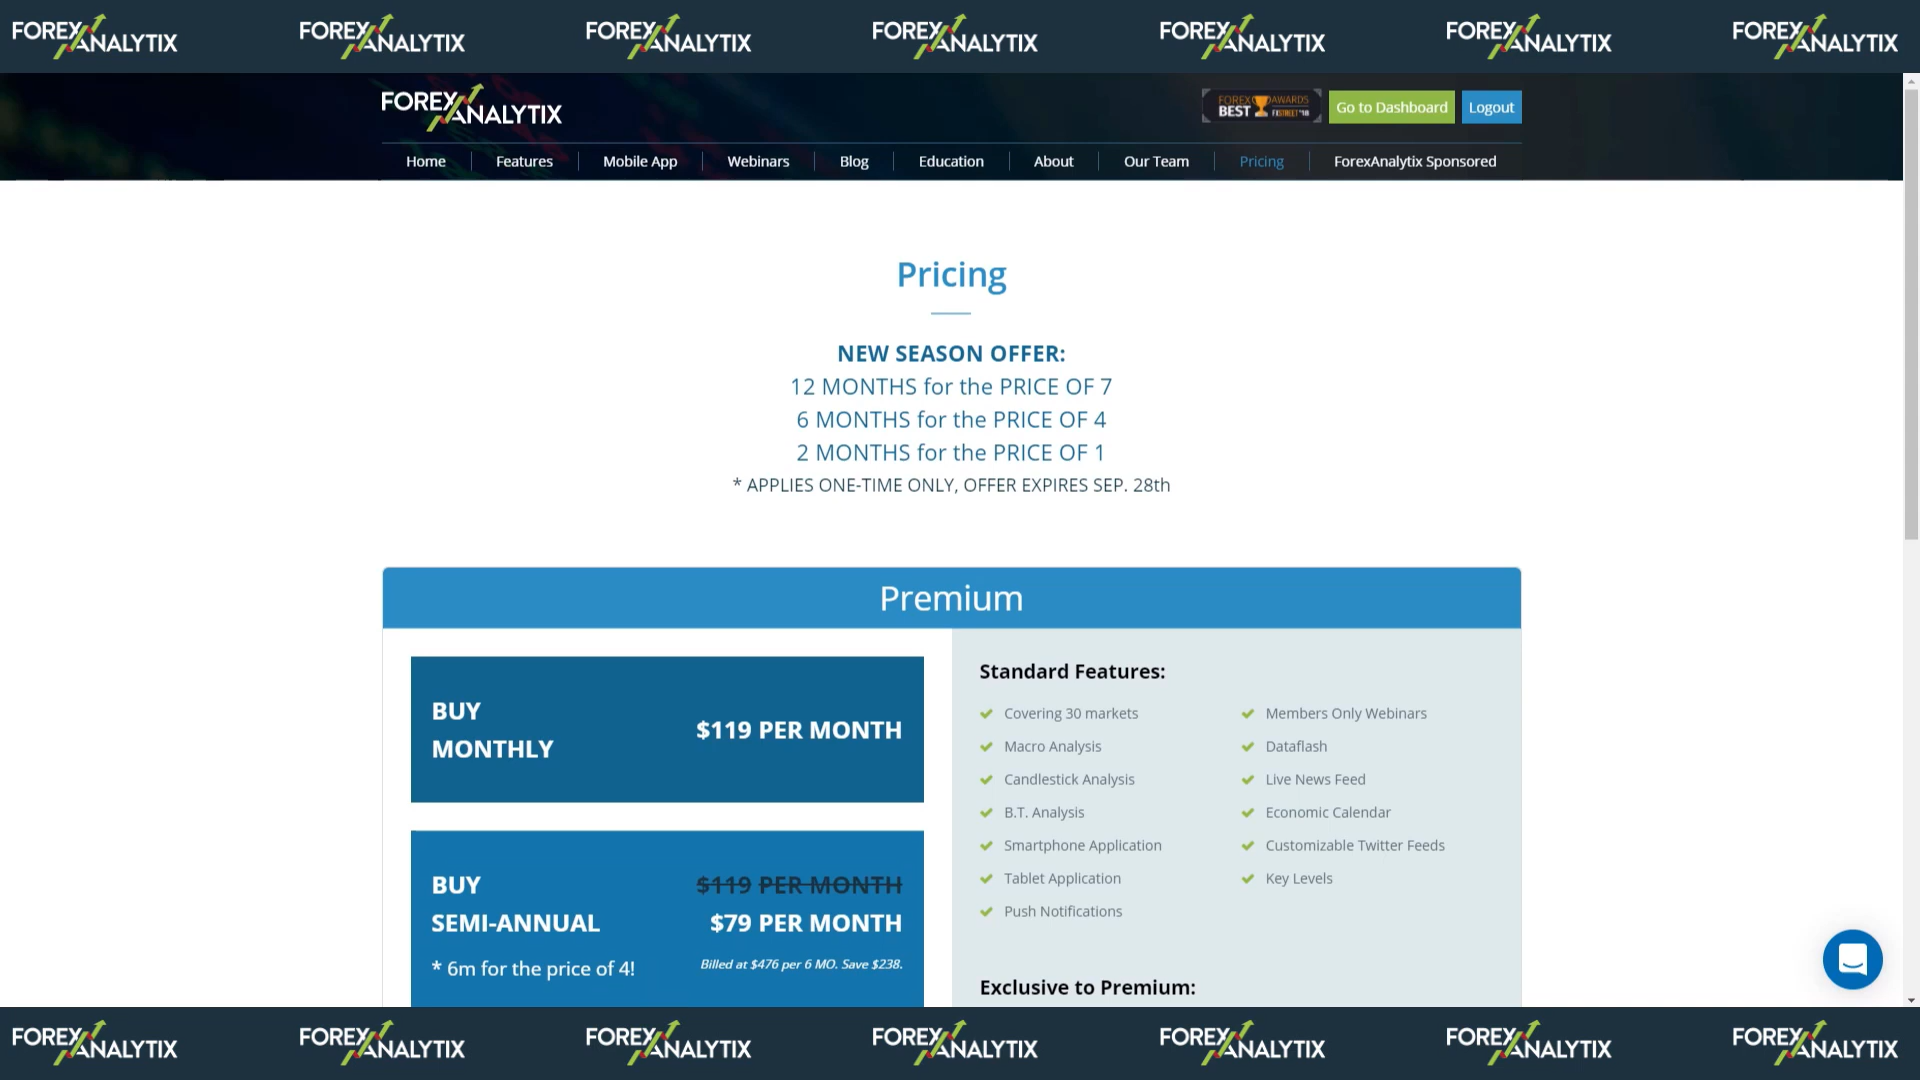 FOREX ANALYTIX FOREX ANALYTIX FOREX ANALYTIX FOREX ANALYTIX FOREX ANALYTIX FOREX ANALYTIX FOREX ANALYTIX
FOREX ANALYTIX
FOREX AWARDS
BEST FXSTREET '18
Go to Dashboard
Logout
Home Features Mobile App Webinars Blog Education About Our Team Pricing ForexAnalytix Sponsored
Pricing
NEW SEASON OFFER:
12 MONTHS for the PRICE OF 7
6 MONTHS for the PRICE OF 4
2 MONTHS for the PRICE OF 1
* APPLIES ONE-TIME ONLY, OFFER EXPIRES SEP. 28th
Premium
BUY
MONTHLY
$119 PER MONTH
BUY
SEMI-ANNUAL
* 6m for the price of 4!
$119 PER MONTH
$79 PER MONTH
Billed at $476 per 6 MO. Save $238.
Standard Features:
Covering 30 markets
Macro Analysis
Candlestick Analysis
B.T. Analysis
Smartphone Application
Tablet Application
Push Notifications
Members Only Webinars
Dataflash
Live News Feed
Economic Calendar
Customizable Twitter Feeds
Key Levels
Exclusive to Premium:
FOREX ANALYTIX FOREX ANALYTIX FOREX ANALYTIX FOREX ANALYTIX FOREX ANALYTIX FOREX ANALYTIX FOREX ANALYTIX